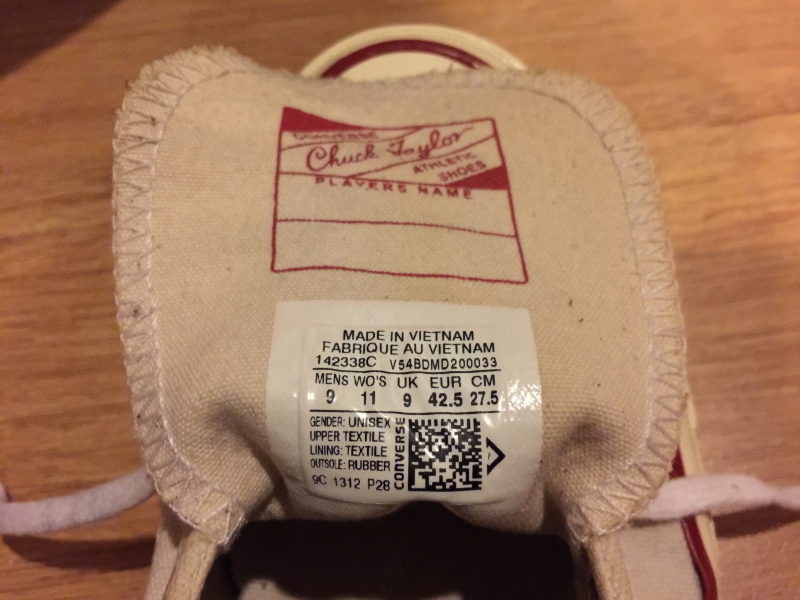 CONVERSE
Chuck Taylor
ATHLETIC
SHOES
PLAYERS NAME
MADE IN VIETNAM
FABRIQUE AU VIETNAM
142338C V54BDMD200033
MENS WO'S UK EUR CM
9 11 9 42.5 27.5
GENDER: UNISEX
UPPER TEXTILE
LINING: TEXTILE
OUTSOLE: RUBBER
9C 1312 P28
CONVERSE
7